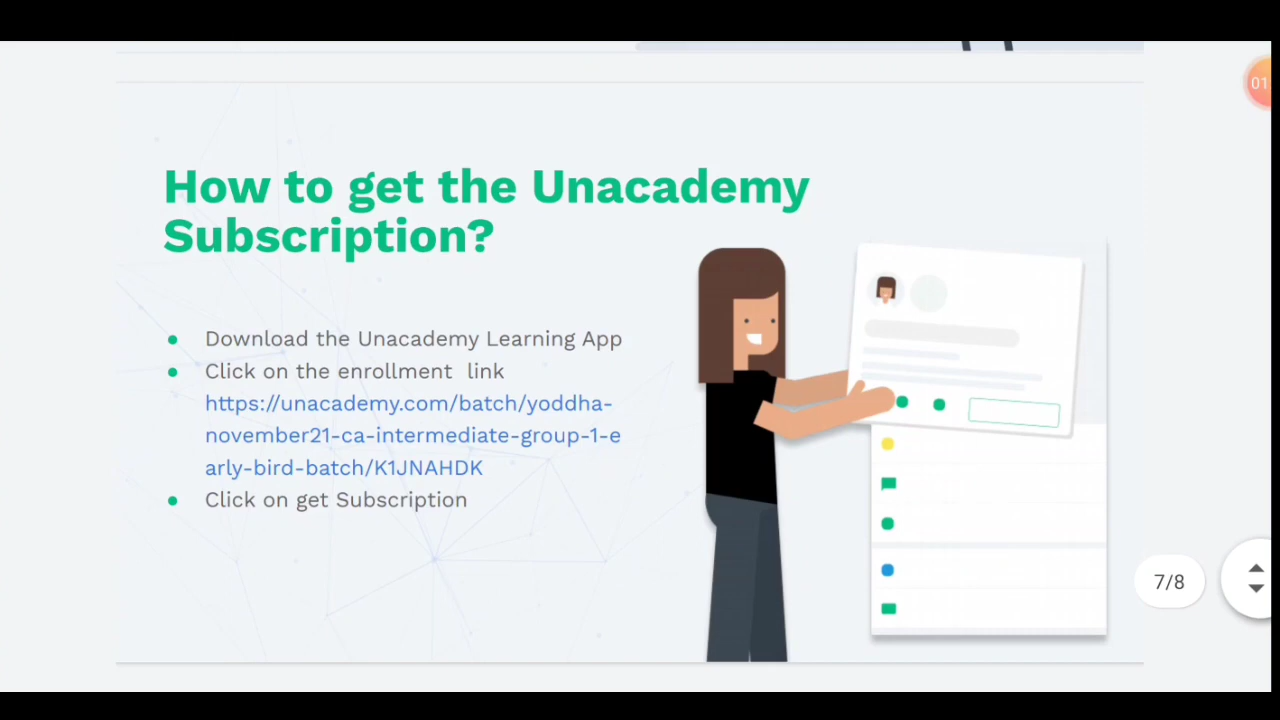 01
How to get the Unacademy
Subscription?
● Download the Unacademy Learning App
● Click on the enrollment  link
https://unacademy.com/batch/yoddha-
november21-ca-intermediate-group-1-e
arly-bird-batch/K1JNAHDK
● Click on get Subscription
7/8